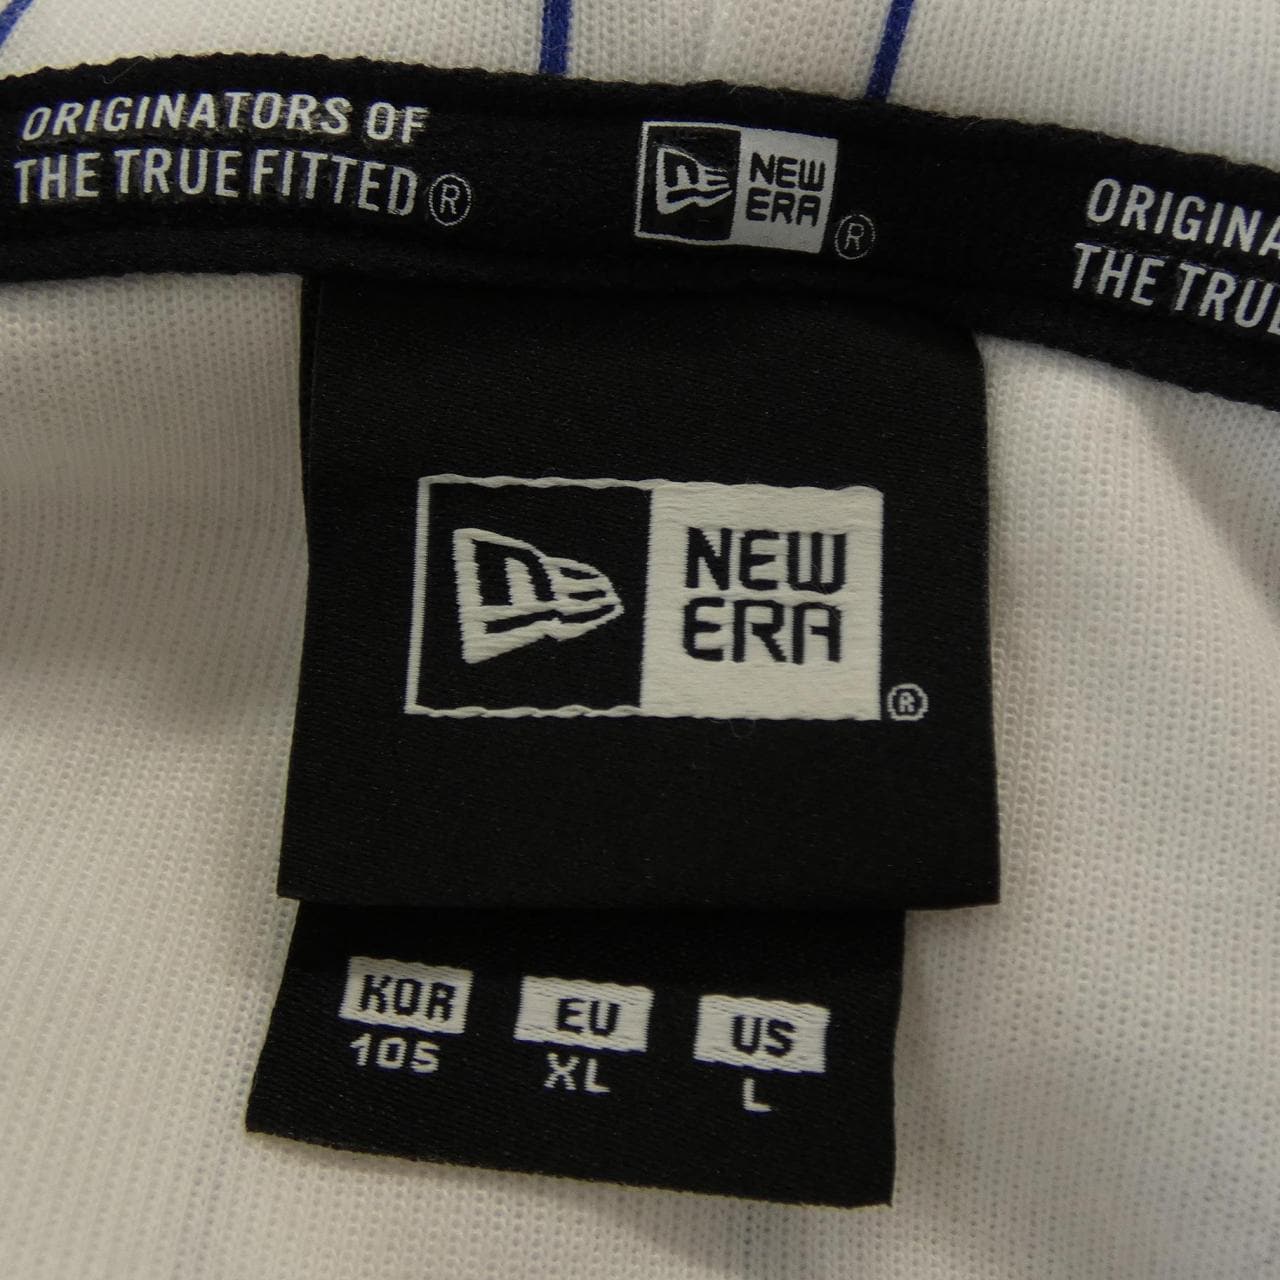 ORIGINATORS OF
THE TRUE FITTED®
NEW
ERA®
ORIGINA
THE TRUE
NEW
ERA®
KOR EU US
105 XL L